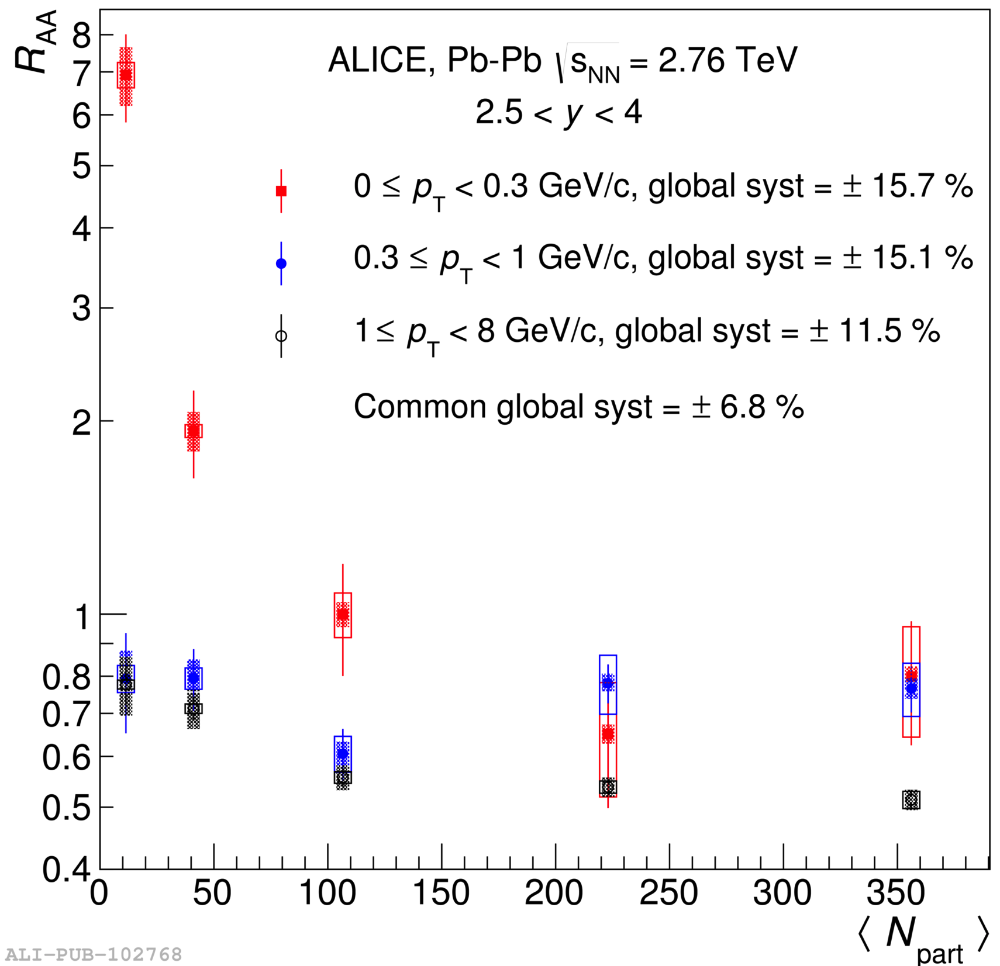 R_AA
8
7
6
5
4
3
2
1
0.8
0.7
0.6
0.5
0.4
ALICE, Pb-Pb √s_NN = 2.76 TeV
2.5 < y < 4
0 ≤ p_T < 0.3 GeV/c, global syst = ± 15.7 %
0.3 ≤ p_T < 1 GeV/c, global syst = ± 15.1 %
1 ≤ p_T < 8 GeV/c, global syst = ± 11.5 %
Common global syst = ± 6.8 %
0 50 100 150 200 250 300 350
⟨ N_part ⟩
ALI-PUB-102768